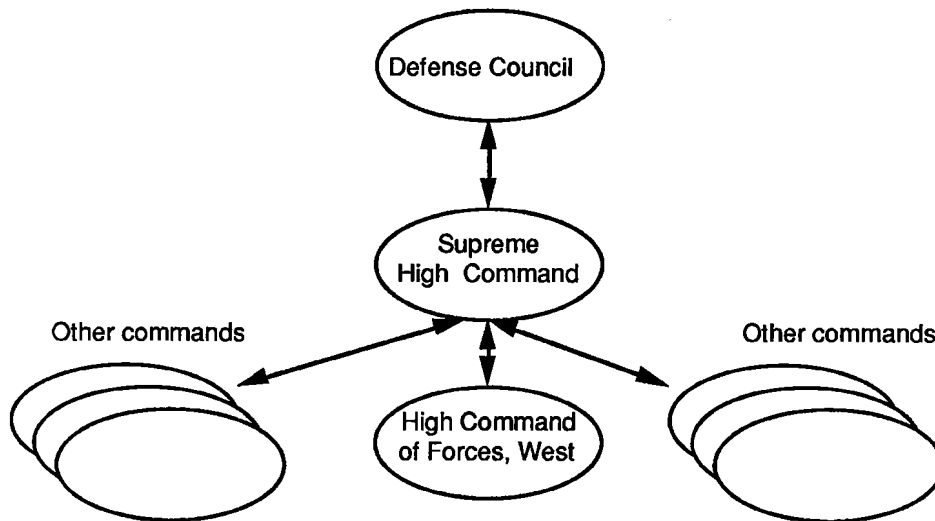 Defense Council
Supreme
High Command
Other commands
Other commands
High Command
of Forces, West